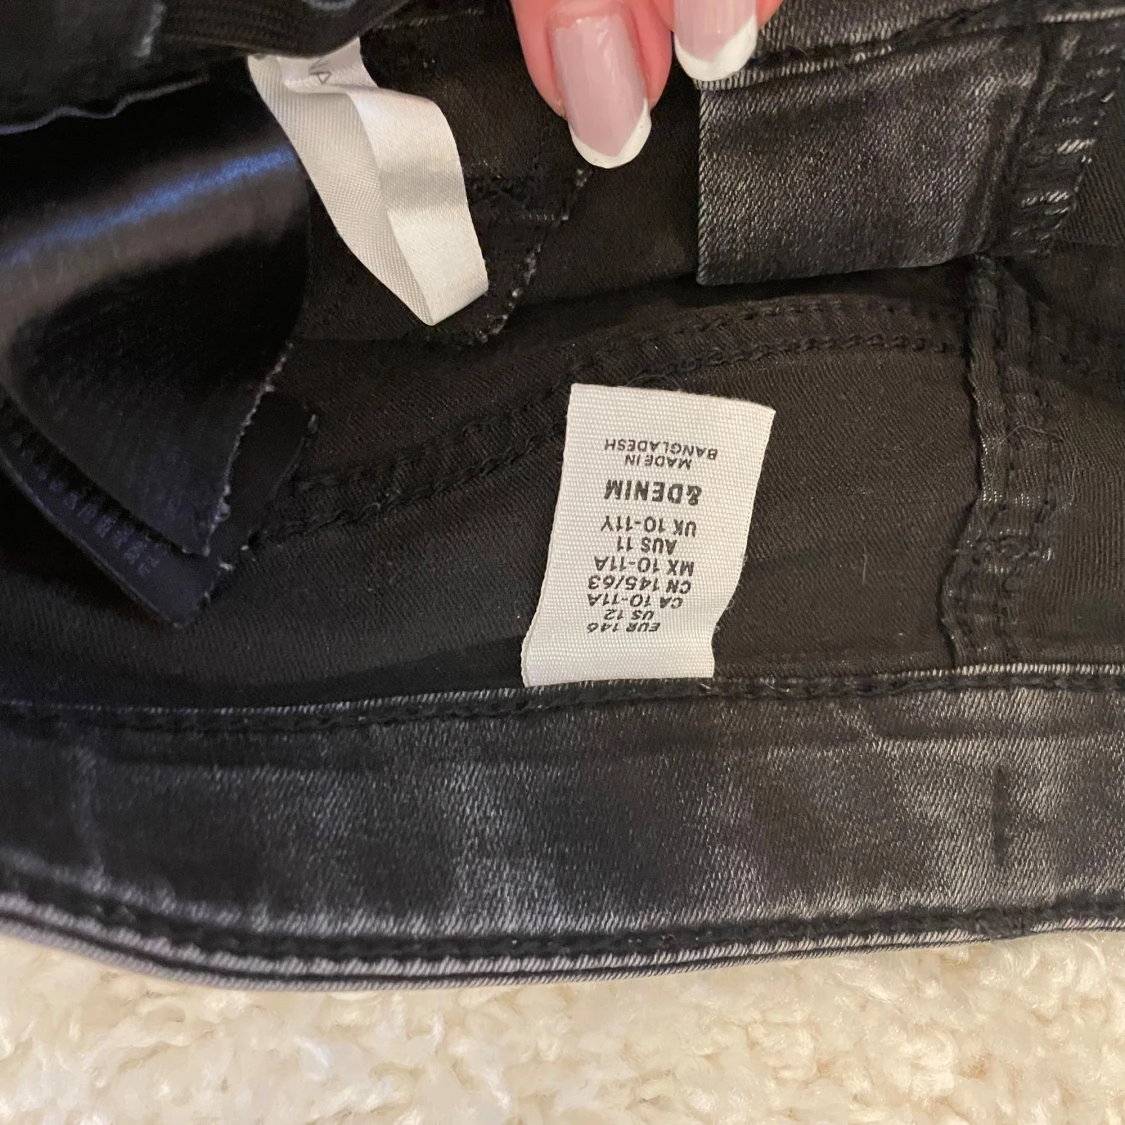 EUR 146
US 12
CA 10-11A
CN 145/63
MX 10-11A
AUS 11
UK 10-11Y
&DENIM
MADE IN
BANGLADESH